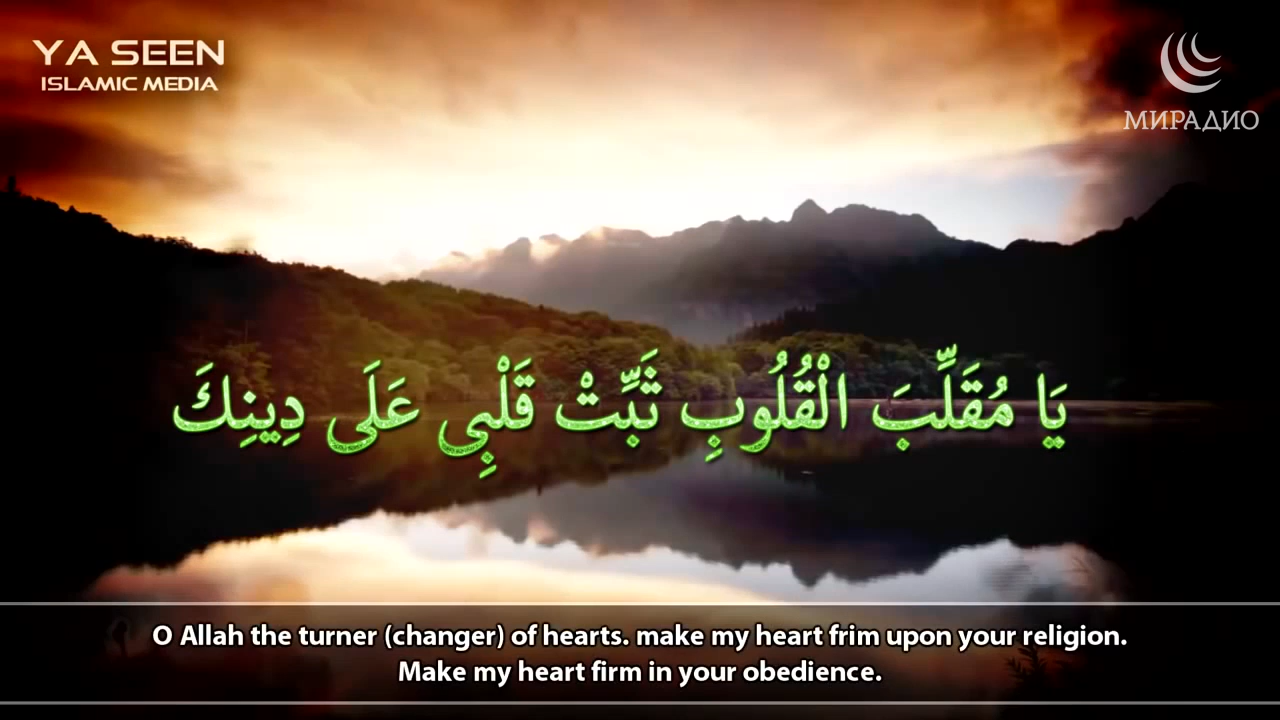 YA SEEN
ISLAMIC MEDIA
МИРАДИО
يَا مُقَلِّبَ الْقُلُوبِ ثَبِّتْ قَلْبِي عَلَى دِينِكَ
O Allah the turner (changer) of hearts. make my heart frim upon your religion.
Make my heart firm in your obedience.